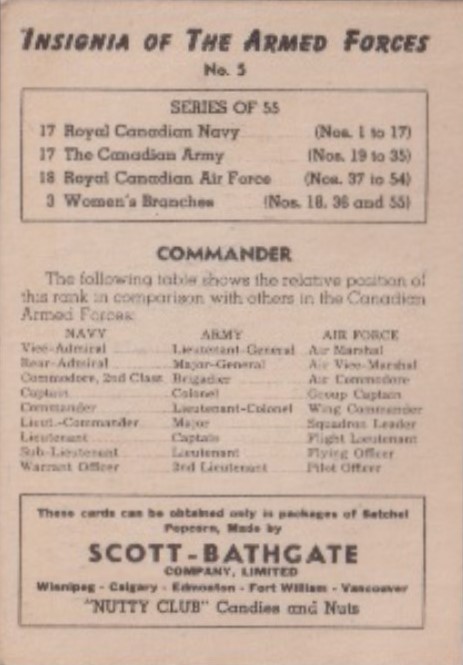 INSIGNIA OF THE ARMED FORCES
No. 5
SERIES OF 55
17 Royal Canadian Navy (Nos. 1 to 17)
17 The Canadian Army (Nos. 19 to 35)
18 Royal Canadian Air Force (Nos. 37 to 54)
3 Women's Branches (Nos. 18, 36 and 55)
COMMANDER
The following table shows the relative position of
this rank in comparison with others in the Canadian
Armed Forces:
NAVY ARMY AIR FORCE
Vice-Admiral Lieutenant-General Air Marshal
Rear-Admiral Major-General Air Vice-Marshal
Commodore, 2nd Class Brigadier Air Commodore
Captain Colonel Group Captain
Commander Lieutenant-Colonel Wing Commander
Lieut.-Commander Major Squadron Leader
Lieutenant Captain Flight Lieutenant
Sub-Lieutenant Lieutenant Flying Officer
Warrant Officer 2nd Lieutenant Pilot Officer
These cards can be obtained only in packages of Satchel
Popcorn, Made by
SCOTT-BATHGATE
COMPANY, LIMITED
Winnipeg - Calgary - Edmonton - Fort William - Vancouver
"NUTTY CLUB" Candies and Nuts